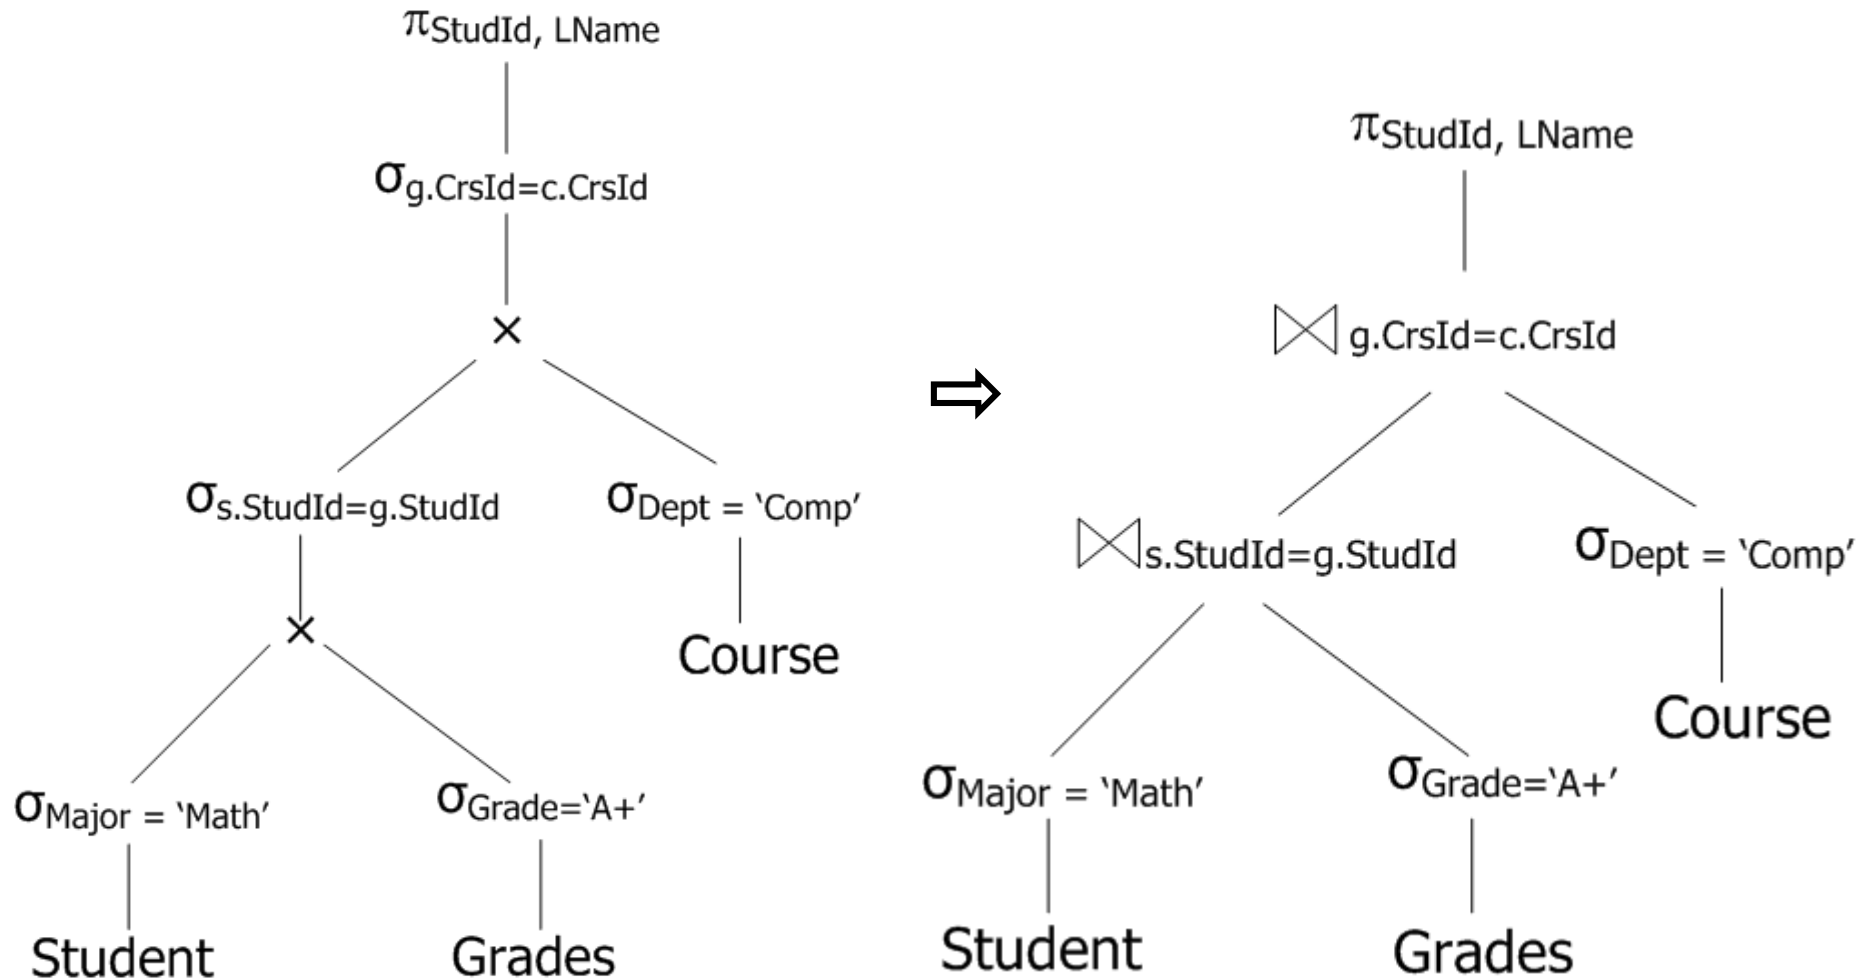 πStudId, LName
σg.CrsId=c.CrsId
×
σs.StudId=g.StudId
σDept = ‘Comp’
×
Course
σMajor = ‘Math’
σGrade=‘A+’
Student
Grades
⇨
πStudId, LName
⋈ g.CrsId=c.CrsId
⋈s.StudId=g.StudId
σDept = ‘Comp’
Course
σMajor = ‘Math’
σGrade=‘A+’
Student
Grades